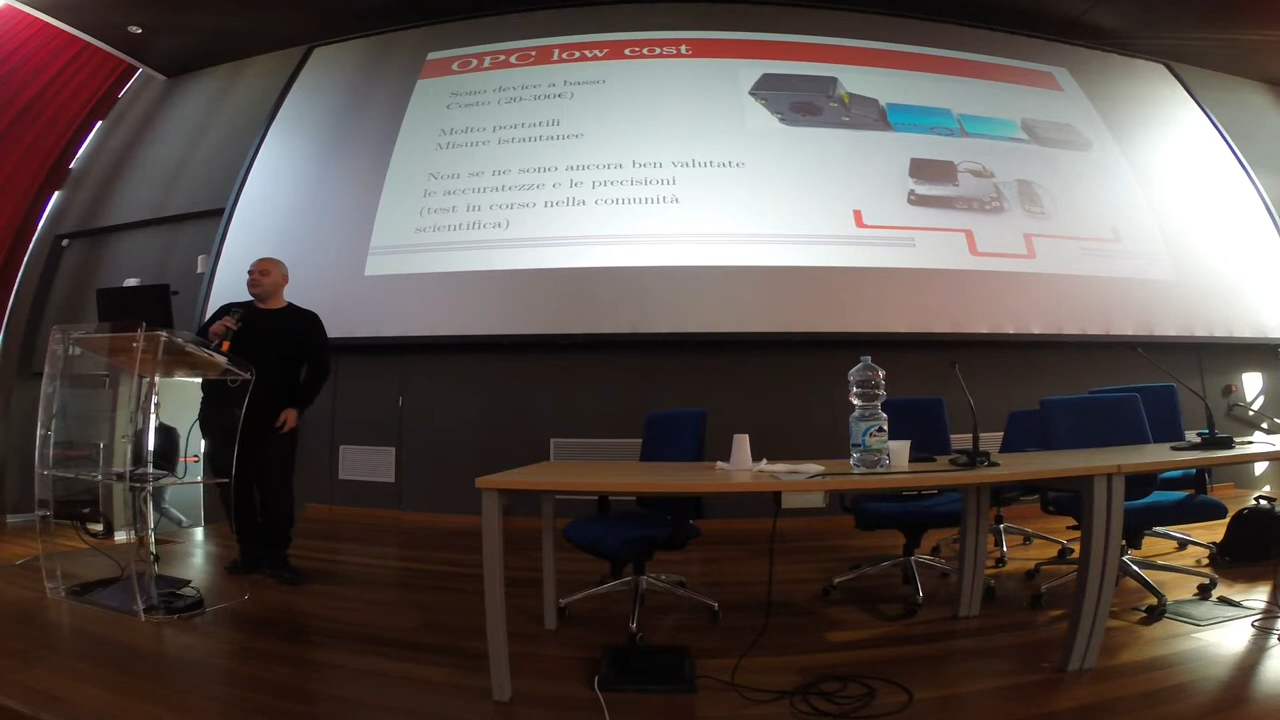 OPC low cost
Sono device a basso
Costo (20-300€)
Molto portatili
Misure istantanee
Non se ne sono ancora ben valutate
le accuratezze e le precisioni
(test in corso nella comunità
scientifica)